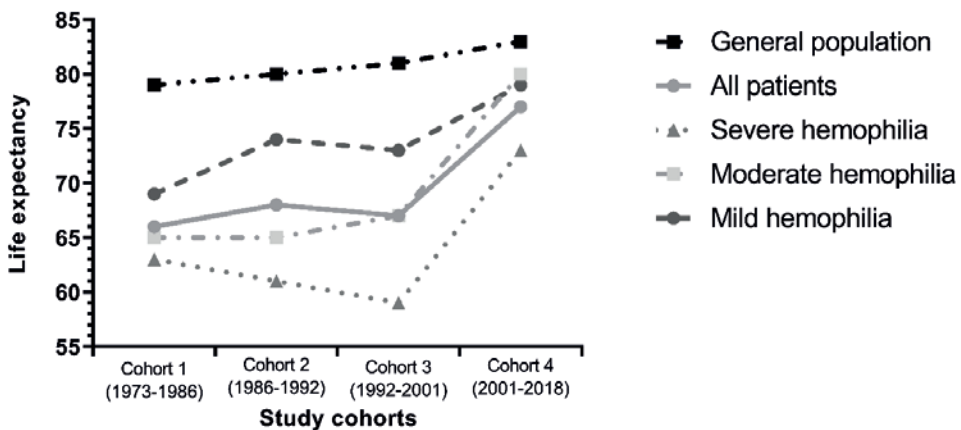 85
80
75
70
65
60
55
Life expectancy
Cohort 1
(1973-1986)
Cohort 2
(1986-1992)
Cohort 3
(1992-2001)
Cohort 4
(2001-2018)
Study cohorts
General population
All patients
Severe hemophilia
Moderate hemophilia
Mild hemophilia